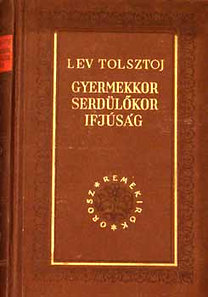 LEV TOLSZTOJ
GYERMEKKOR
SERDÜLŐKOR
IFJÚSÁG
OROSZ * REMEKÍRÓK *